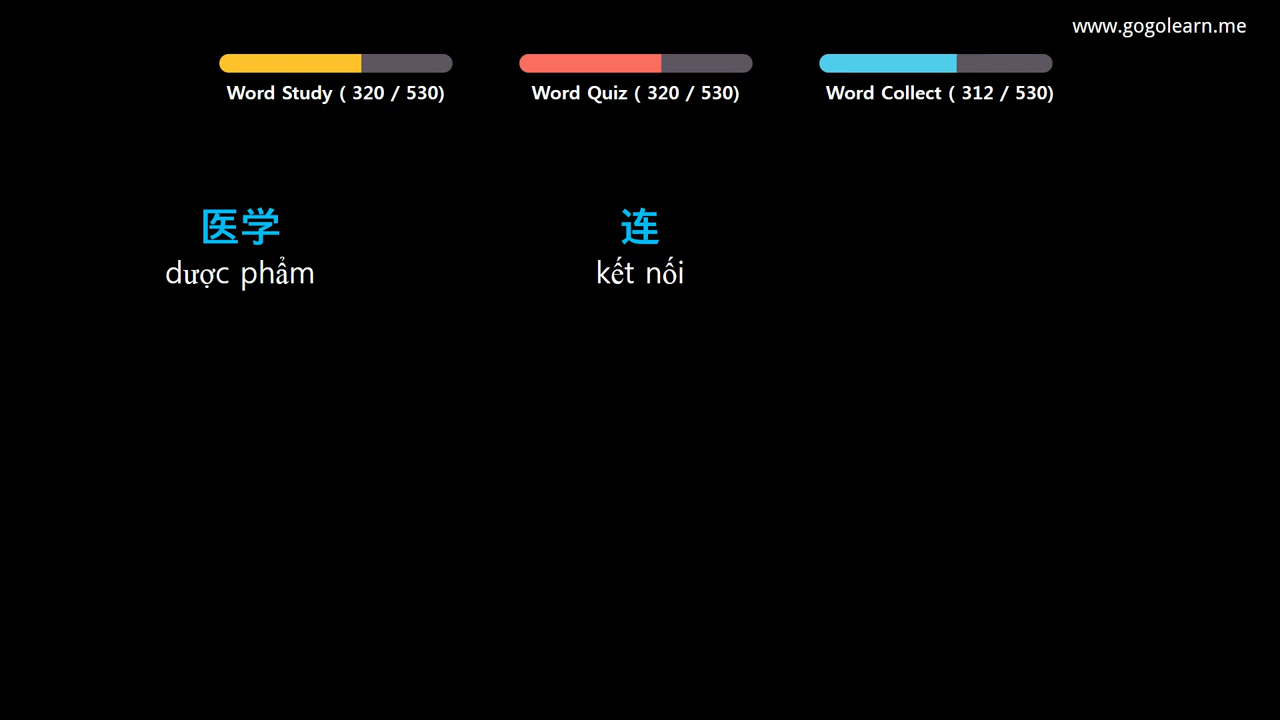 www.gogolearn.me
Word Study ( 320 / 530)
Word Quiz ( 320 / 530)
Word Collect ( 312 / 530)
医学
dược phẩm
连
kết nối